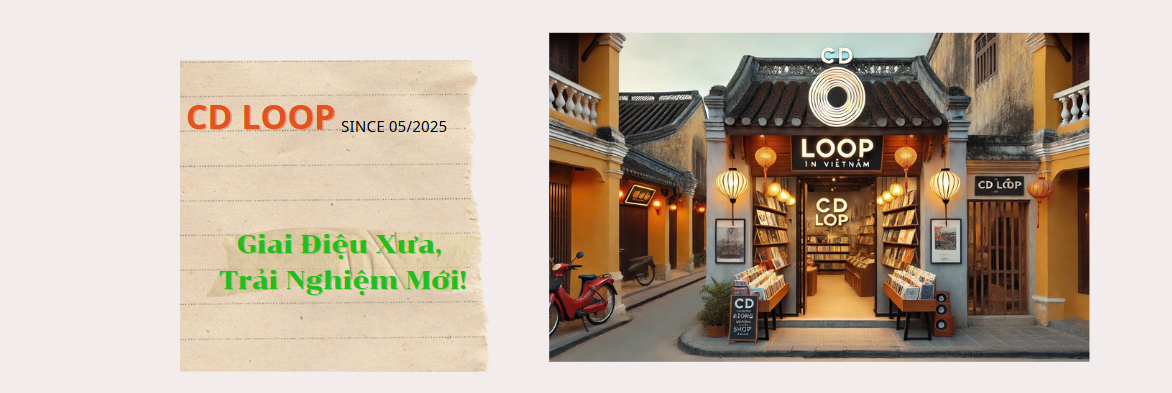 CD LOOP SINCE 05/2025
Giai Điệu Xưa,
Trải Nghiệm Mới!
CD
LOOP
IN VIETNAM
CD LOOP
CD
LOP
CD
SHOP